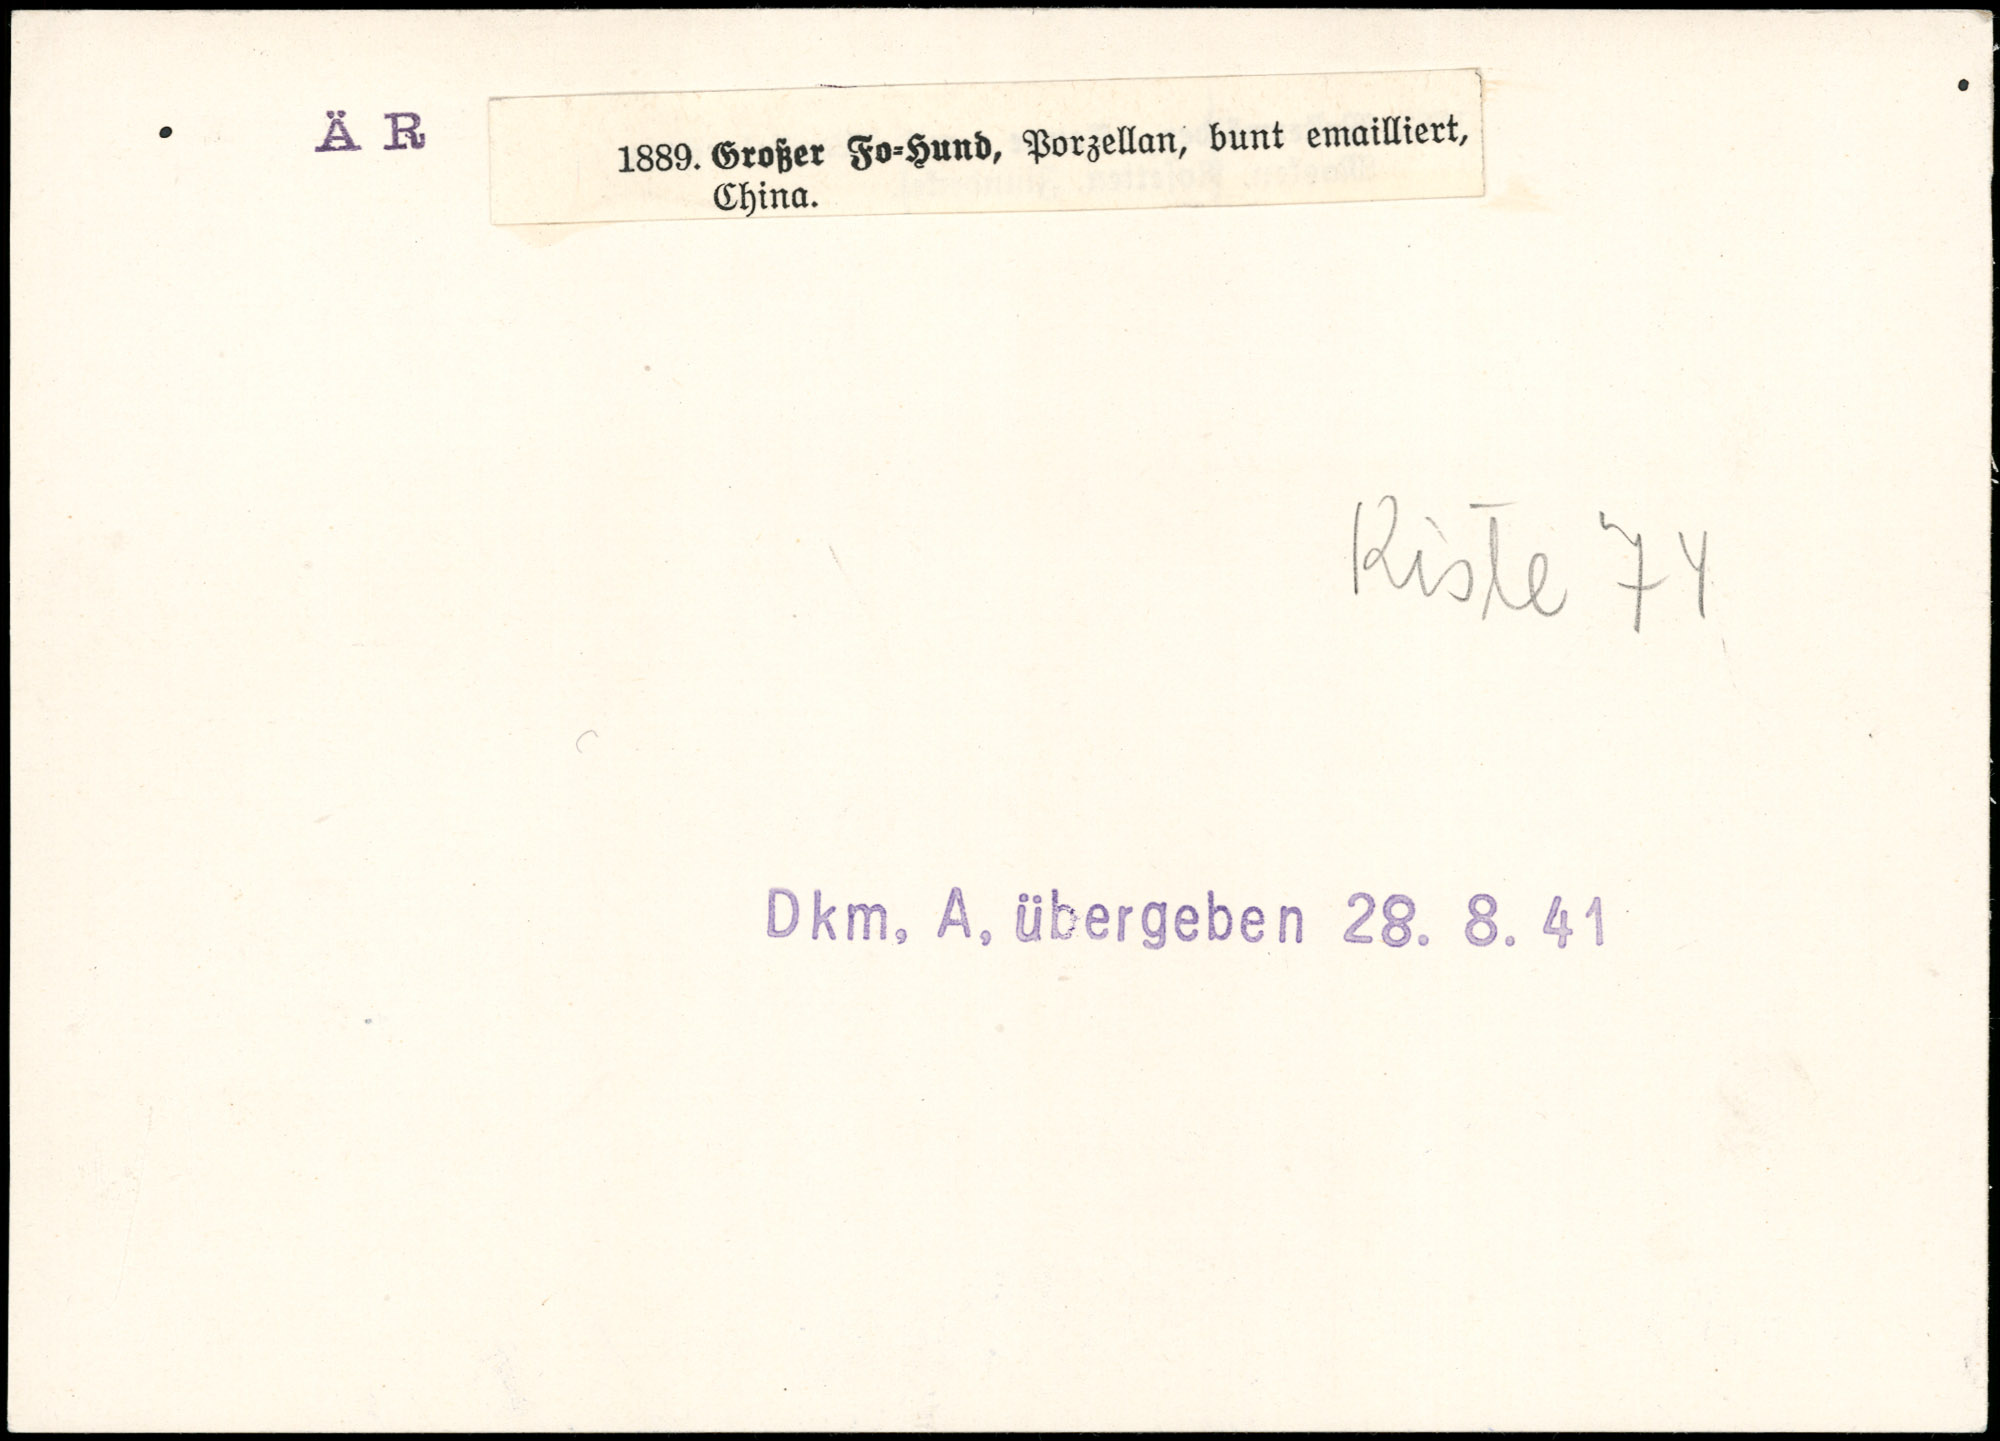 Ä R
1889. Großer Fo-Hund, Porzellan, bunt emailliert,
China.
Kiste 74
Dkm. A. übergeben 28. 8. 41